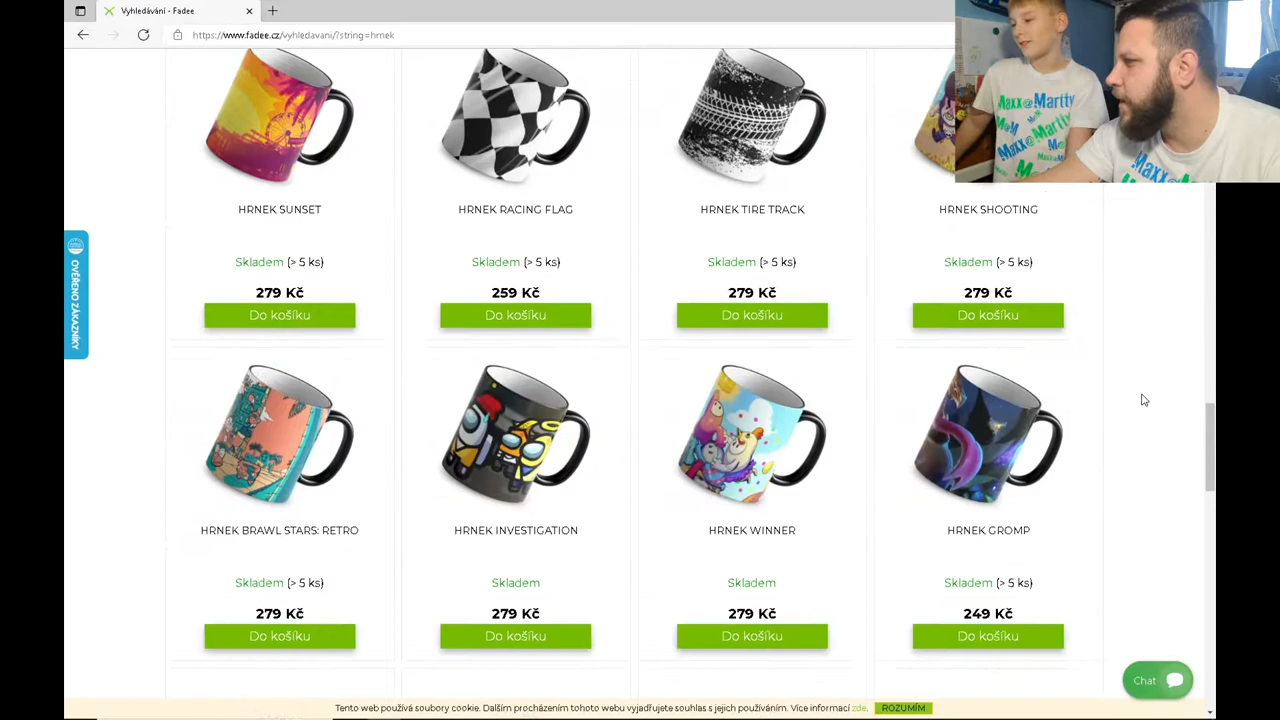 Vyhledávání - Fadee
https://www.fadee.cz/vyhledavani/?string=hrnek
Maxx@Martty
M@M
Maxx@
OVĚŘENO ZÁKAZNÍKY
HRNEK SUNSET
HRNEK RACING FLAG
HRNEK TIRE TRACK
HRNEK SHOOTING
Skladem (> 5 ks)
Skladem (> 5 ks)
Skladem (> 5 ks)
Skladem (> 5 ks)
279 Kč
259 Kč
279 Kč
279 Kč
Do košíku
Do košíku
Do košíku
Do košíku
HRNEK BRAWL STARS: RETRO
HRNEK INVESTIGATION
HRNEK WINNER
HRNEK GROMP
Skladem (> 5 ks)
Skladem
Skladem
Skladem (> 5 ks)
279 Kč
279 Kč
279 Kč
249 Kč
Do košíku
Do košíku
Do košíku
Do košíku
Chat
Tento web používá soubory cookie. Dalším procházením tohoto webu vyjadřujete souhlas s jejich používáním. Více informací zde. ROZUMÍM